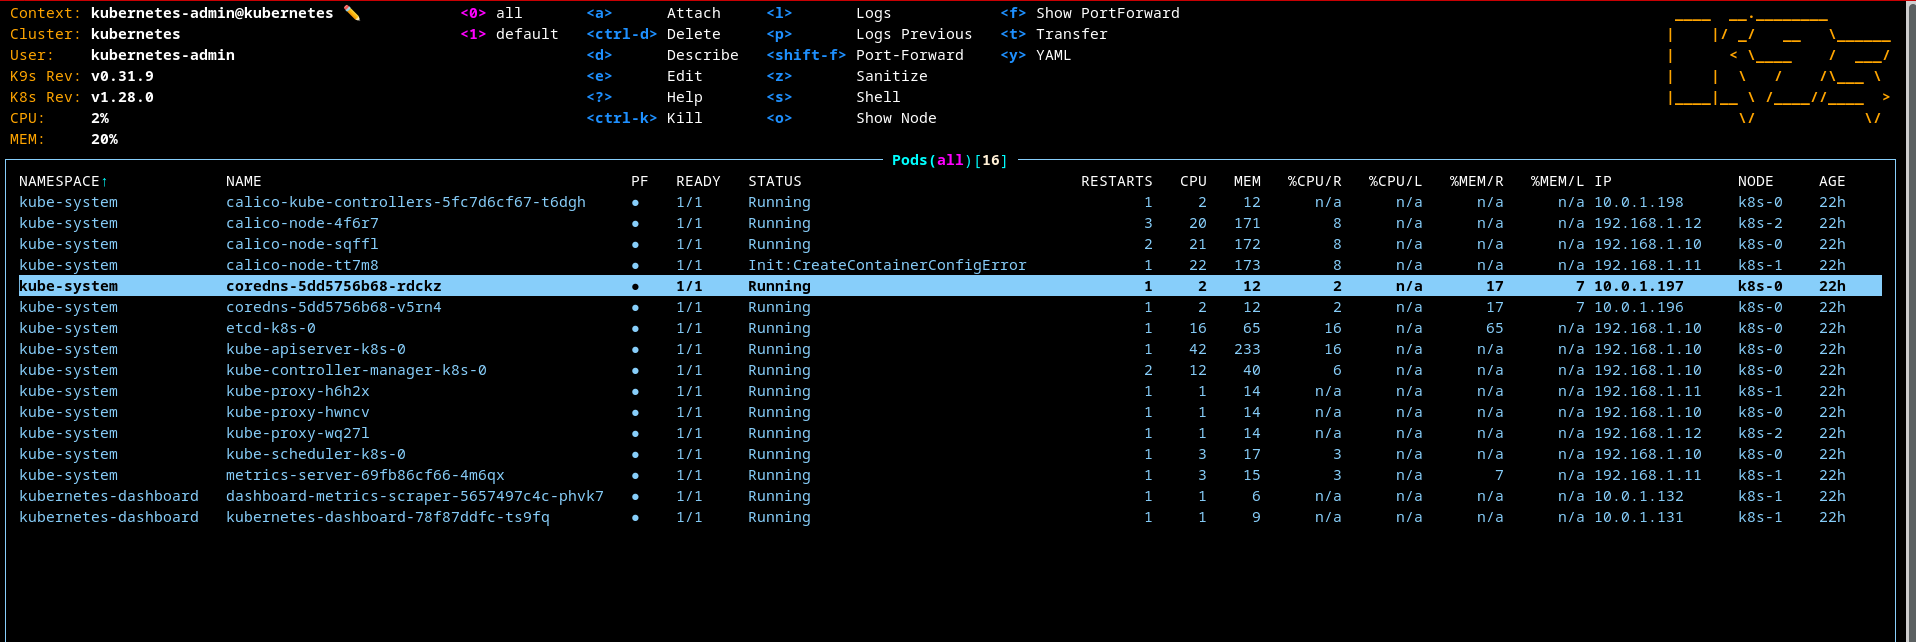 Context: kubernetes-admin@kubernetes ✏️ <0> all <a> Attach <l> Logs <f> Show PortForward
Cluster: kubernetes <1> default <ctrl-d> Delete <p> Logs Previous <t> Transfer
User: kubernetes-admin <d> Describe <shift-f> Port-Forward <y> YAML
K9s Rev: v0.31.9 <e> Edit <z> Sanitize
K8s Rev: v1.28.0 <?> Help <s> Shell
CPU: 2% <ctrl-k> Kill <o> Show Node
MEM: 20%
Pods(all)[16]
NAMESPACE↑ NAME PF READY STATUS RESTARTS CPU MEM %CPU/R %CPU/L %MEM/R %MEM/L IP NODE AGE
kube-system calico-kube-controllers-5fc7d6cf67-t6dgh ● 1/1 Running 1 2 12 n/a n/a n/a n/a 10.0.1.198 k8s-0 22h
kube-system calico-node-4f6r7 ● 1/1 Running 3 20 171 8 n/a n/a n/a 192.168.1.12 k8s-2 22h
kube-system calico-node-sqffl ● 1/1 Running 2 21 172 8 n/a n/a n/a 192.168.1.10 k8s-0 22h
kube-system calico-node-tt7m8 ● 1/1 Init:CreateContainerConfigError 1 22 173 8 n/a n/a n/a 192.168.1.11 k8s-1 22h
kube-system coredns-5dd5756b68-rdckz ● 1/1 Running 1 2 12 2 n/a 17 7 10.0.1.197 k8s-0 22h
kube-system coredns-5dd5756b68-v5rn4 ● 1/1 Running 1 2 12 2 n/a 17 7 10.0.1.196 k8s-0 22h
kube-system etcd-k8s-0 ● 1/1 Running 1 16 65 16 n/a 65 n/a 192.168.1.10 k8s-0 22h
kube-system kube-apiserver-k8s-0 ● 1/1 Running 1 42 233 16 n/a n/a n/a 192.168.1.10 k8s-0 22h
kube-system kube-controller-manager-k8s-0 ● 1/1 Running 2 12 40 6 n/a n/a n/a 192.168.1.10 k8s-0 22h
kube-system kube-proxy-h6h2x ● 1/1 Running 1 1 14 n/a n/a n/a n/a 192.168.1.11 k8s-1 22h
kube-system kube-proxy-hwncv ● 1/1 Running 1 1 14 n/a n/a n/a n/a 192.168.1.10 k8s-0 22h
kube-system kube-proxy-wq27l ● 1/1 Running 1 1 14 n/a n/a n/a n/a 192.168.1.12 k8s-2 22h
kube-system kube-scheduler-k8s-0 ● 1/1 Running 1 3 17 3 n/a n/a n/a 192.168.1.10 k8s-0 22h
kube-system metrics-server-69fb86cf66-4m6qx ● 1/1 Running 1 3 15 3 n/a 7 n/a 192.168.1.11 k8s-1 22h
kubernetes-dashboard dashboard-metrics-scraper-5657497c4c-phvk7 ● 1/1 Running 1 1 6 n/a n/a n/a n/a 10.0.1.132 k8s-1 22h
kubernetes-dashboard kubernetes-dashboard-78f87ddfc-ts9fq ● 1/1 Running 1 1 9 n/a n/a n/a n/a 10.0.1.131 k8s-1 22h